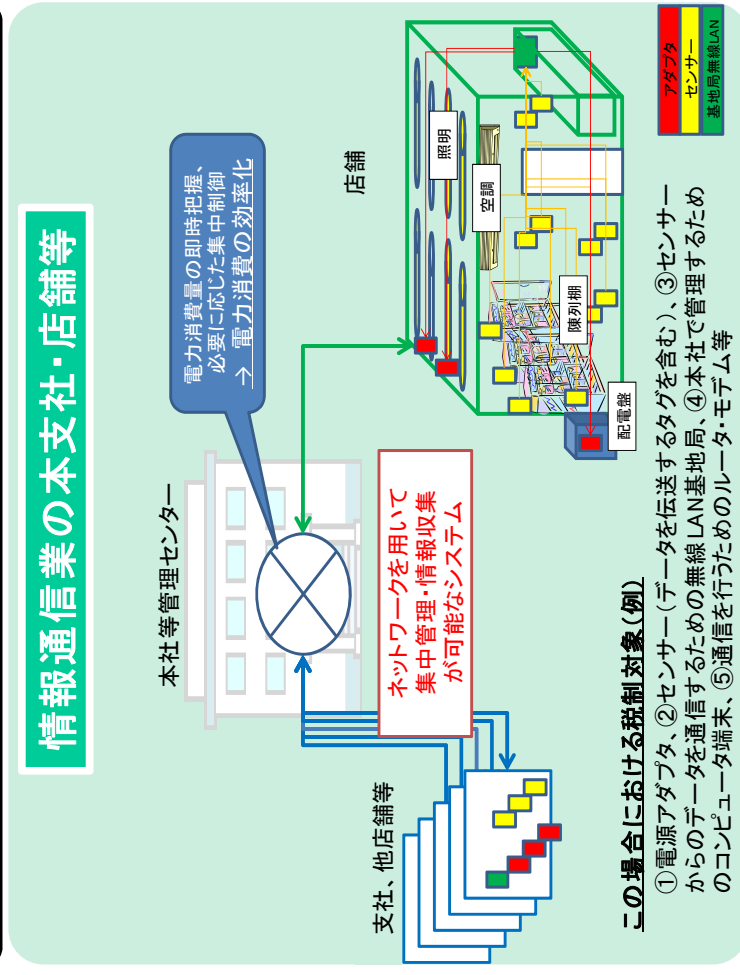 情報通信業の本支社・店舗等
本社等管理センター
電力消費量の即時把握、
必要に応じた集中制御
→ 電力消費の効率化
店舗
照明
空調
陳列棚
配電盤
支社、他店舗等
ネットワークを用いて
集中管理・情報収集
が可能なシステム
アダプタ
センサー
基地局無線LAN
この場合における税制対象(例)
①電源アダプタ、②センサー(データを伝送するタグを含む)、③センサー
からのデータを通信するための無線LAN基地局、④本社で管理するため
のコンピュータ端末、⑤通信を行うためのルータ・モデム等